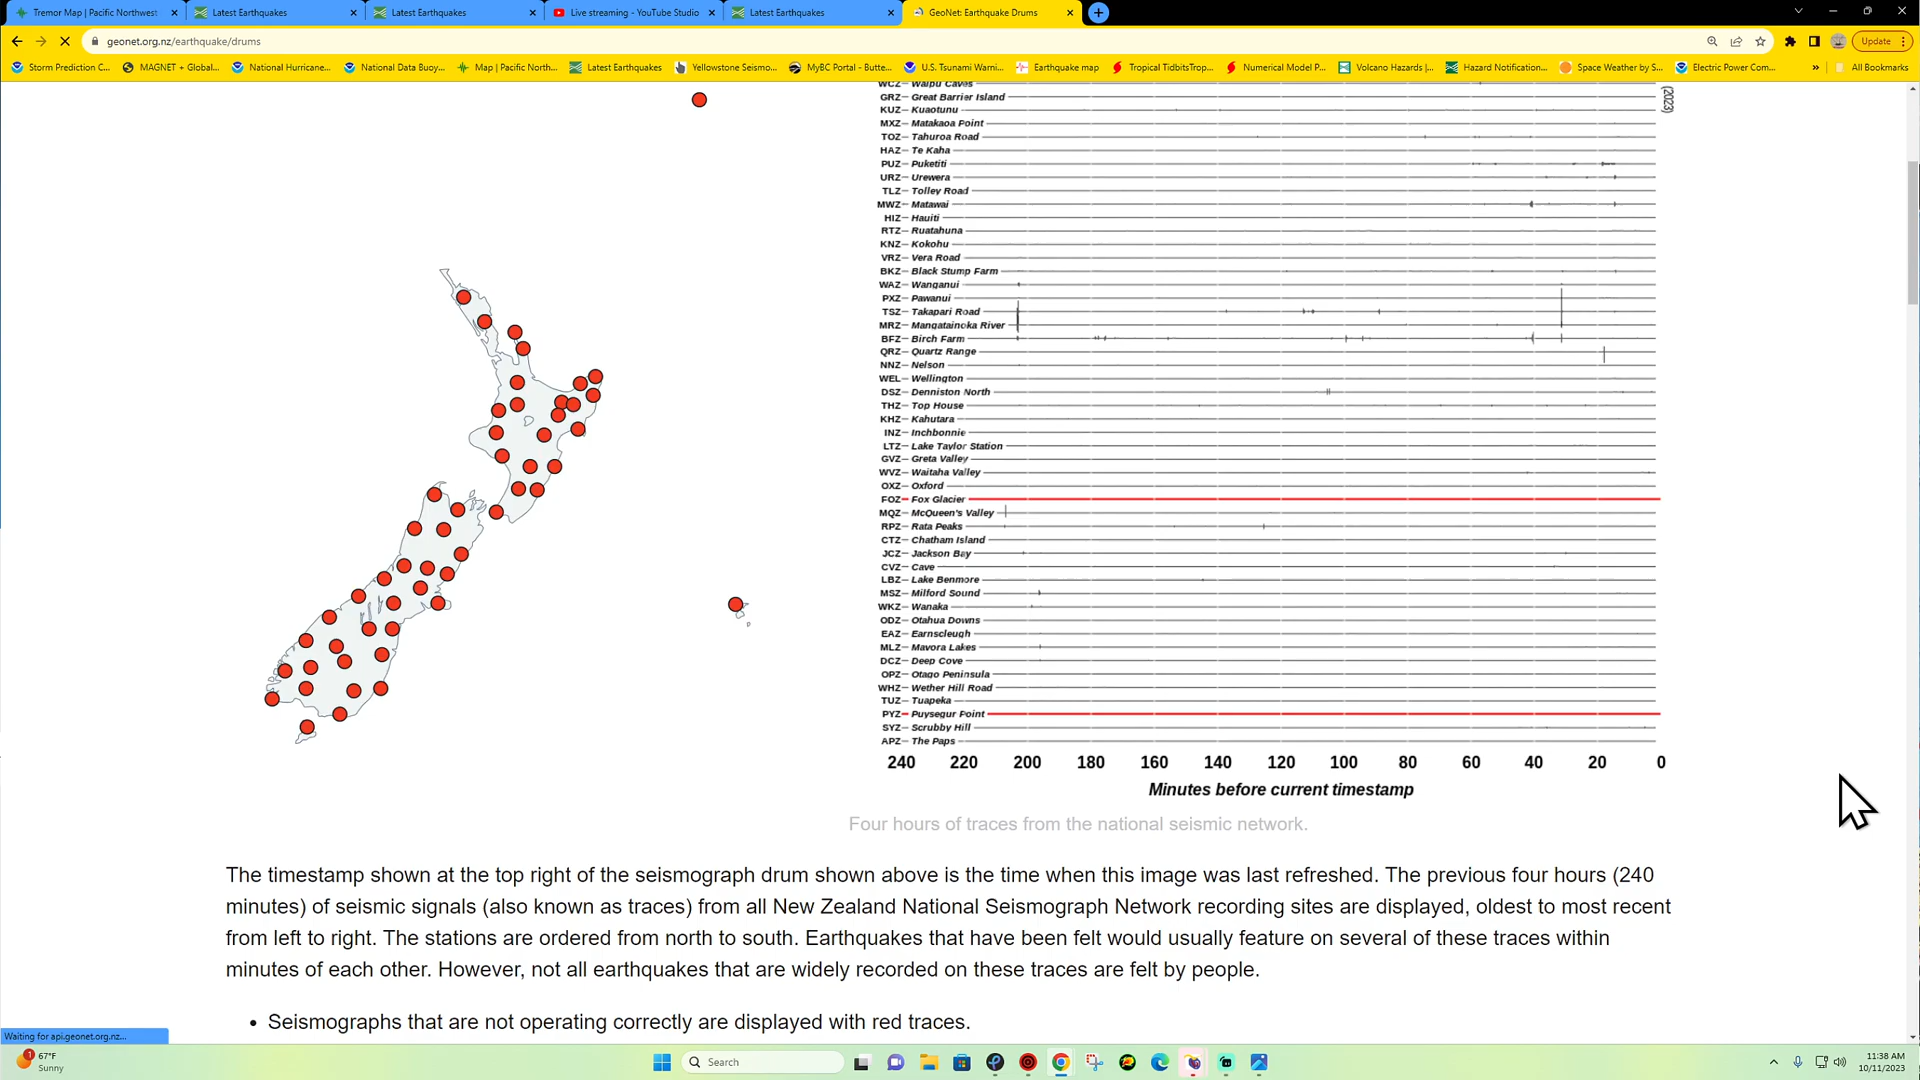 Tremor Map | Pacific Northwest
Latest Earthquakes
Latest Earthquakes
Live streaming - YouTube Studio
Latest Earthquakes
GeoNet: Earthquake Drums
geonet.org.nz/earthquake/drums
Update
Storm Prediction C...
MAGNET + Global...
National Hurricane...
National Data Buoy...
Map | Pacific North...
Latest Earthquakes
Yellowstone Seismo...
MyBC Portal - Butte...
U.S. Tsunami Warni...
Earthquake map
Tropical TidbitsTrop...
Numerical Model P...
Volcano Hazards |...
Hazard Notification...
Space Weather by S...
Electric Power Com...
»
All Bookmarks
(2023)
WCZ Waipu Caves
GRZ Great Barrier Island
KUZ Kuaotunu
MXZ Matakaoa Point
TOZ Tahuroa Road
HAZ Te Kaha
PUZ Puketiti
URZ Urewera
TLZ Tolley Road
MWZ Matawai
HIZ Hauiti
RTZ Ruatahuna
KNZ Kokohu
VRZ Vera Road
BKZ Black Stump Farm
WAZ Wanganui
PXZ Pawanui
TSZ Takapari Road
MRZ Mangatainoka River
BFZ Birch Farm
QRZ Quartz Range
NNZ Nelson
WEL Wellington
DSZ Denniston North
THZ Top House
KHZ Kahutara
INZ Inchbonnie
LTZ Lake Taylor Station
GVZ Greta Valley
WVZ Waitaha Valley
OXZ Oxford
FOZ Fox Glacier
MQZ McQueen's Valley
RPZ Rata Peaks
CTZ Chatham Island
JCZ Jackson Bay
CVZ Cave
LBZ Lake Benmore
MSZ Milford Sound
WKZ Wanaka
ODZ Otahua Downs
EAZ Earnscleugh
MLZ Mavora Lakes
DCZ Deep Cove
OPZ Otago Peninsula
WHZ Wether Hill Road
TUZ Tuapeka
PYZ Puysegur Point
SYZ Scrubby Hill
APZ The Paps
240 220 200 180 160 140 120 100 80 60 40 20 0
Minutes before current timestamp
Four hours of traces from the national seismic network.
The timestamp shown at the top right of the seismograph drum shown above is the time when this image was last refreshed. The previous four hours (240
minutes) of seismic signals (also known as traces) from all New Zealand National Seismograph Network recording sites are displayed, oldest to most recent
from left to right. The stations are ordered from north to south. Earthquakes that have been felt would usually feature on several of these traces within
minutes of each other. However, not all earthquakes that are widely recorded on these traces are felt by people.
• Seismographs that are not operating correctly are displayed with red traces.
Waiting for api.geonet.org.nz...
1
67°F
Sunny
Search
11:38 AM
10/11/2023